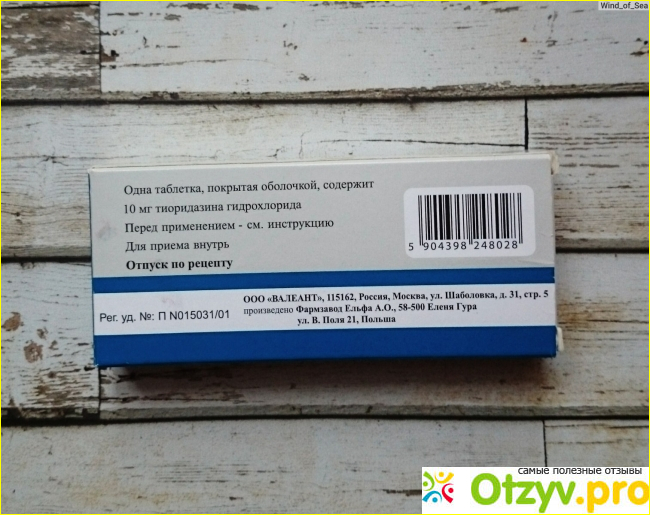 Wind_of_Sea
Одна таблетка, покрытая оболочкой, содержит
10 мг тиоридазина гидрохлорида
Перед применением - см. инструкцию
Для приема внутрь
Отпуск по рецепту
5 904398 248028
Рег. уд. №: П N015031/01
ООО «ВАЛЕАНТ», 115162, Россия, Москва, ул. Шаболовка, д. 31, стр. 5
произведено Фармзавод Ельфа А.О., 58-500 Еленя Гура
ул. В. Поля 21, Польша
самые полезные отзывы
Otzyv.pro